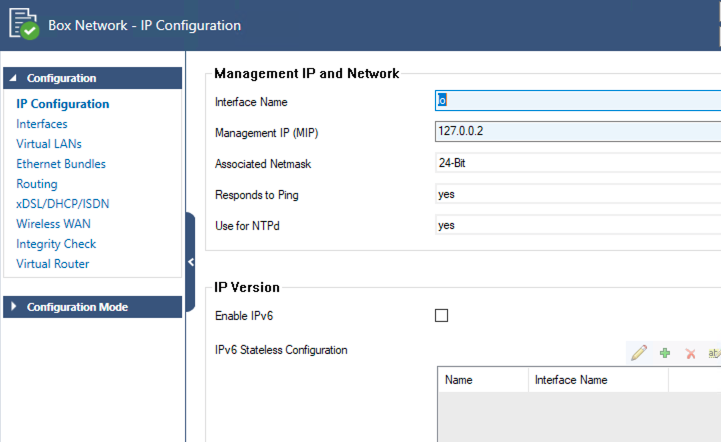 Box Network - IP Configuration
Configuration
IP Configuration
Interfaces
Virtual LANs
Ethernet Bundles
Routing
xDSL/DHCP/ISDN
Wireless WAN
Integrity Check
Virtual Router
Configuration Mode
Management IP and Network
Interface Name lo
Management IP (MIP) 127.0.0.2
Associated Netmask 24-Bit
Responds to Ping yes
Use for NTPd yes
IP Version
Enable IPv6
IPv6 Stateless Configuration
Name Interface Name